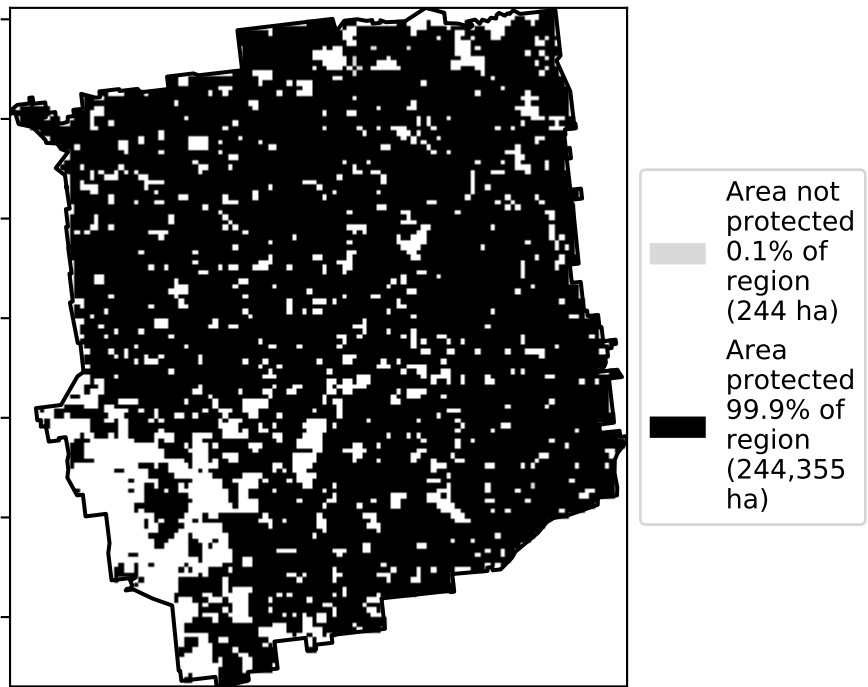 Area not
protected
0.1% of
region
(244 ha)
Area
protected
99.9% of
region
(244,355
ha)